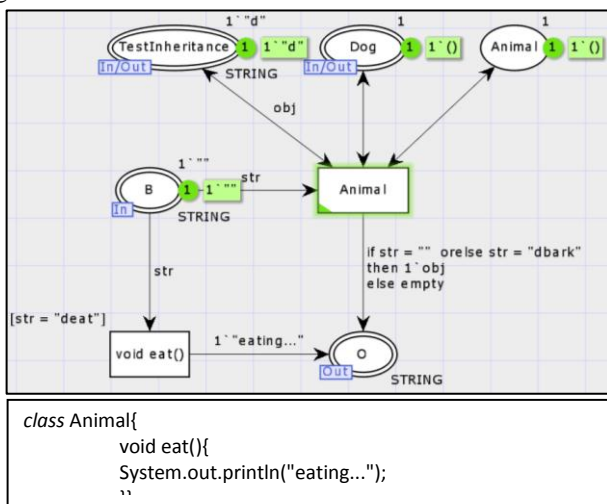 1`"d"
1
1
TestInheritance
1
1`"d"
Dog
1
1`()
Animal
1
1`()
In/Out
STRING
In/Out
obj
1`""
B
1
1`""
str
Animal
In
STRING
str
if str = "" orelse str = "dbark"
then 1`obj
else empty
[str = "deat"]
void eat()
1`"eating..."
O
Out
STRING
class Animal{
void eat(){
System.out.println("eating...");
}}